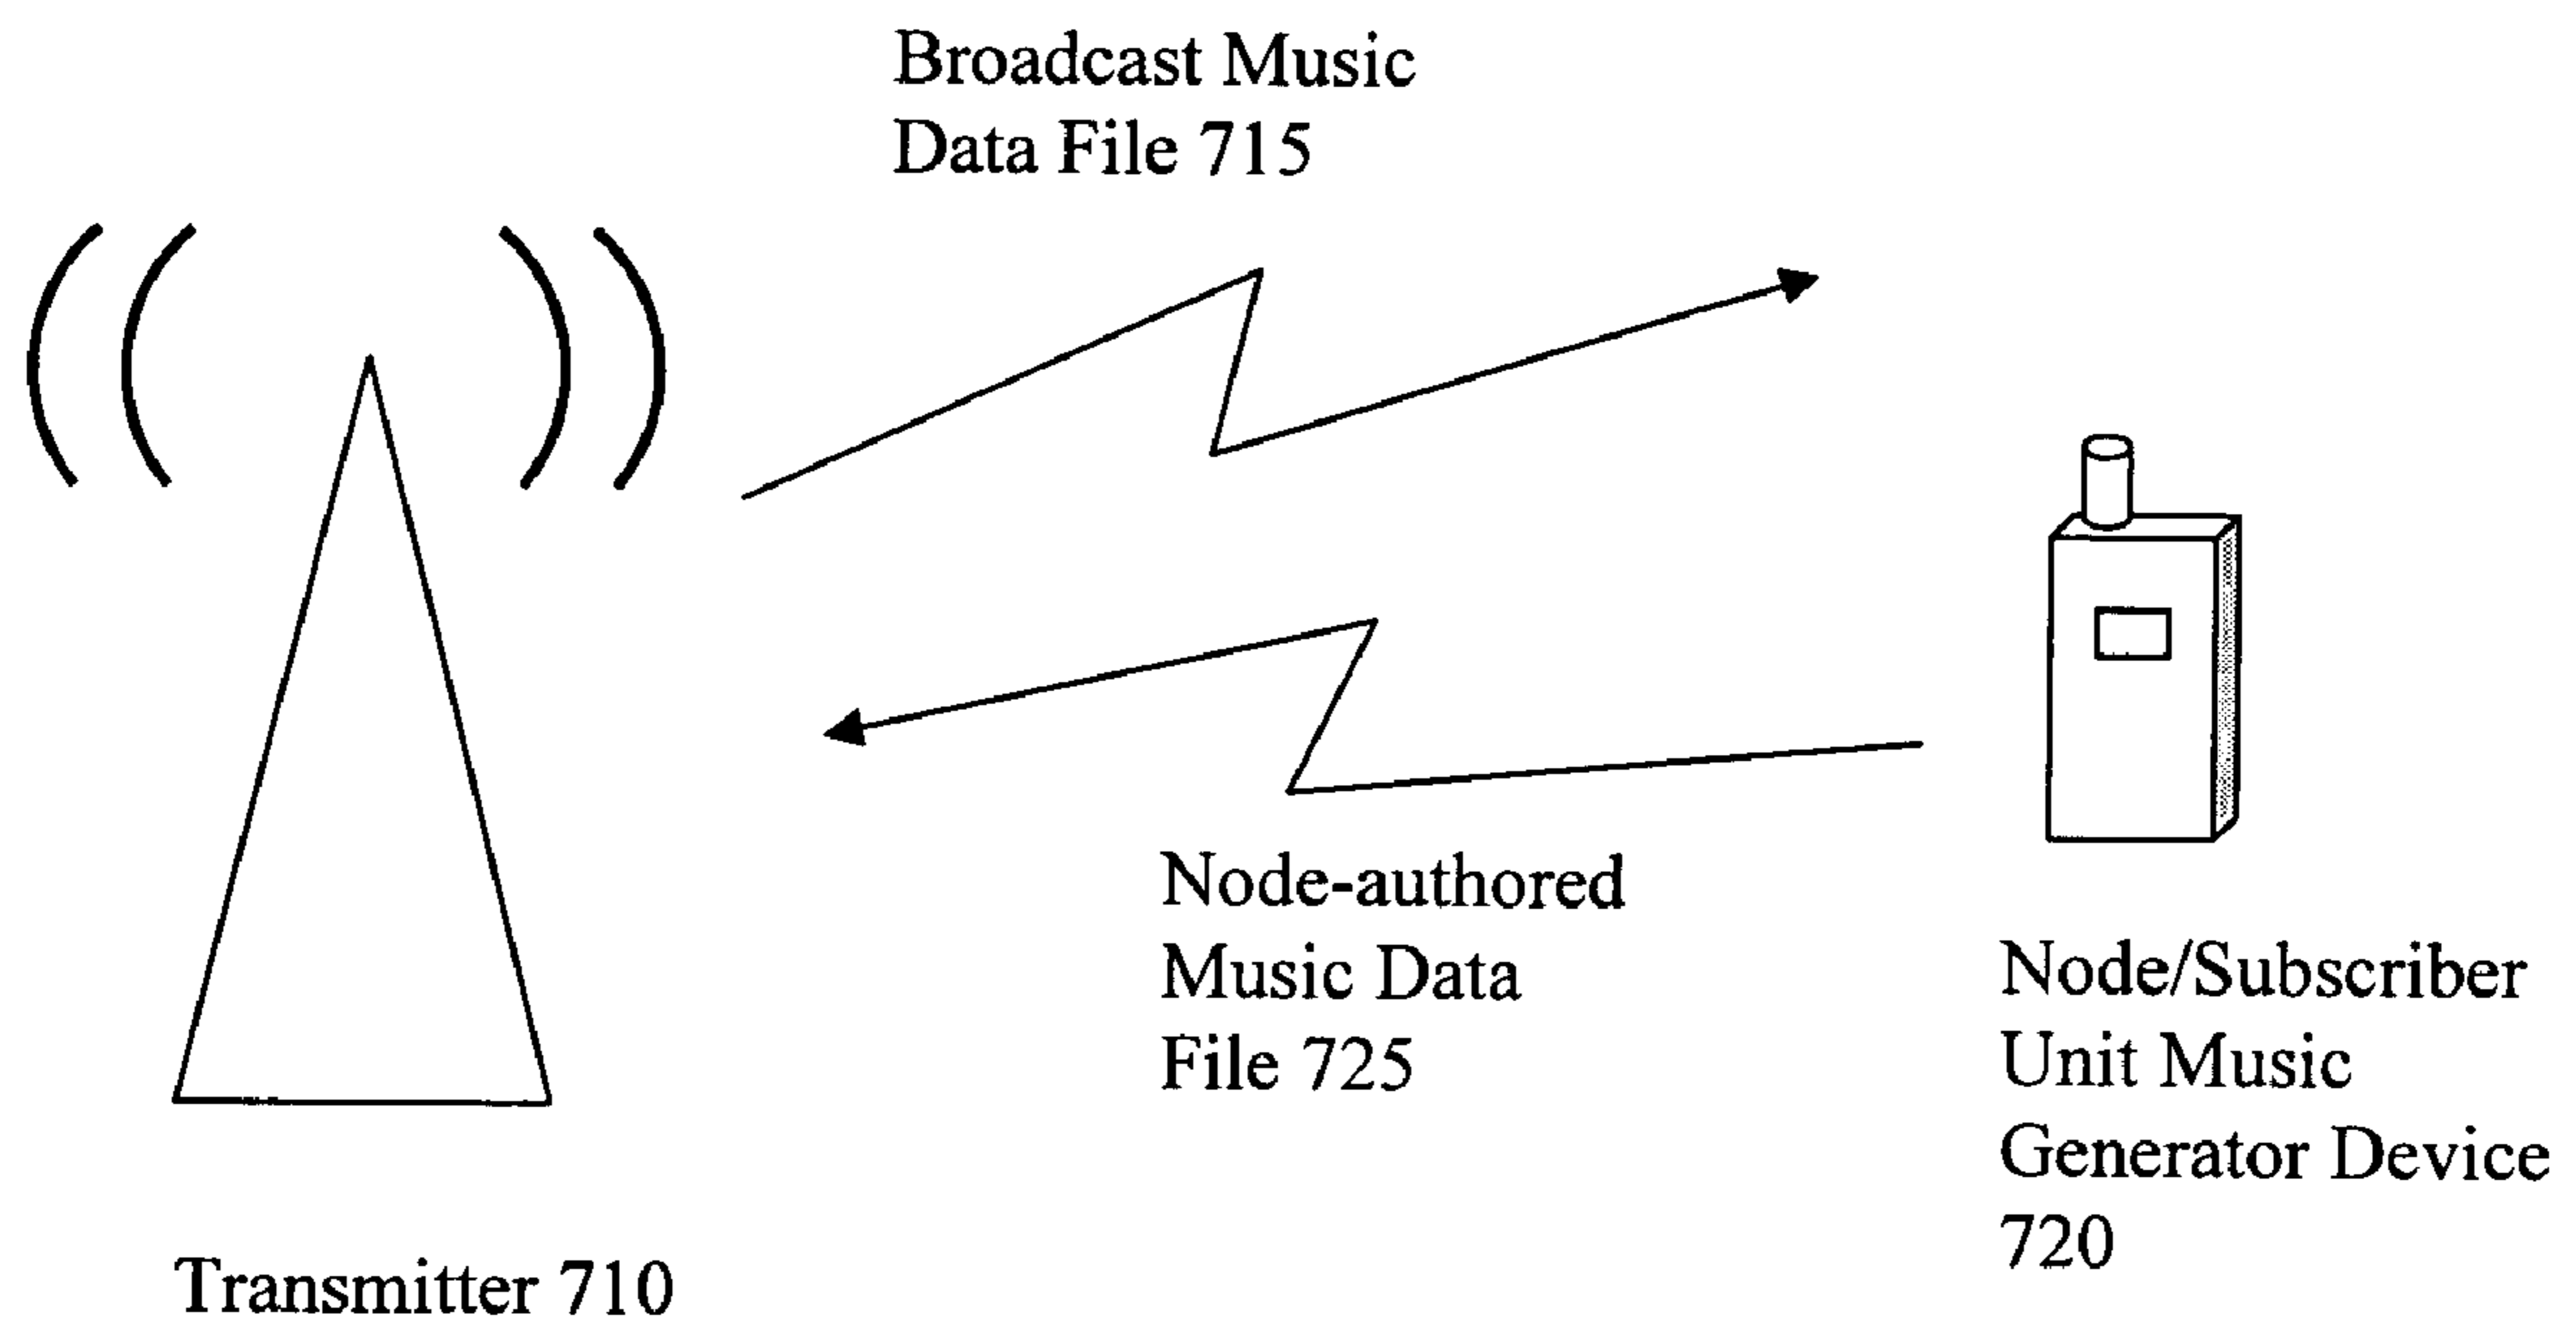 Broadcast Music
Data File 715
Node-authored
Music Data
File 725
Node/Subscriber
Unit Music
Generator Device
720
Transmitter 710